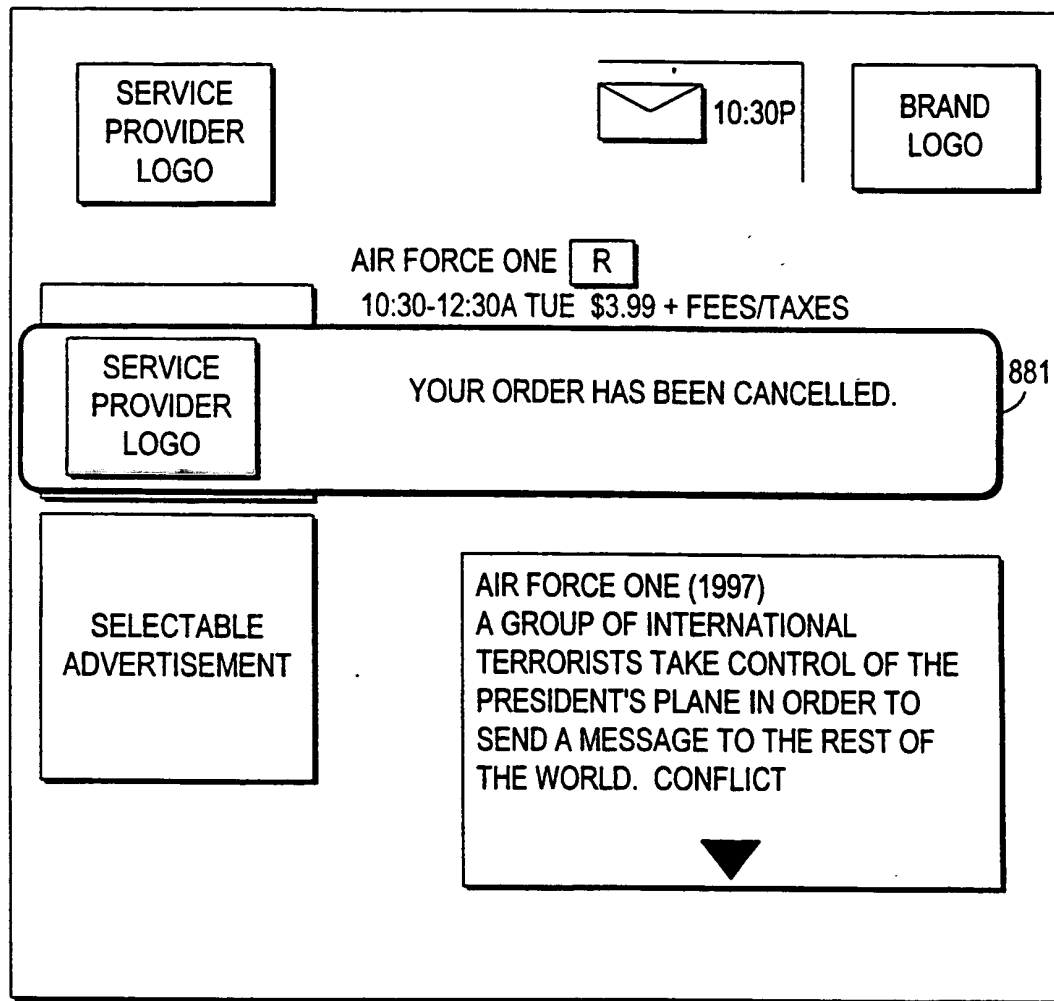 SERVICE
PROVIDER
LOGO
10:30P
BRAND
LOGO
AIR FORCE ONE R
10:30-12:30A TUE $3.99 + FEES/TAXES
SERVICE
PROVIDER
LOGO
YOUR ORDER HAS BEEN CANCELLED.
881
SELECTABLE
ADVERTISEMENT
AIR FORCE ONE (1997)
A GROUP OF INTERNATIONAL
TERRORISTS TAKE CONTROL OF THE
PRESIDENT'S PLANE IN ORDER TO
SEND A MESSAGE TO THE REST OF
THE WORLD. CONFLICT